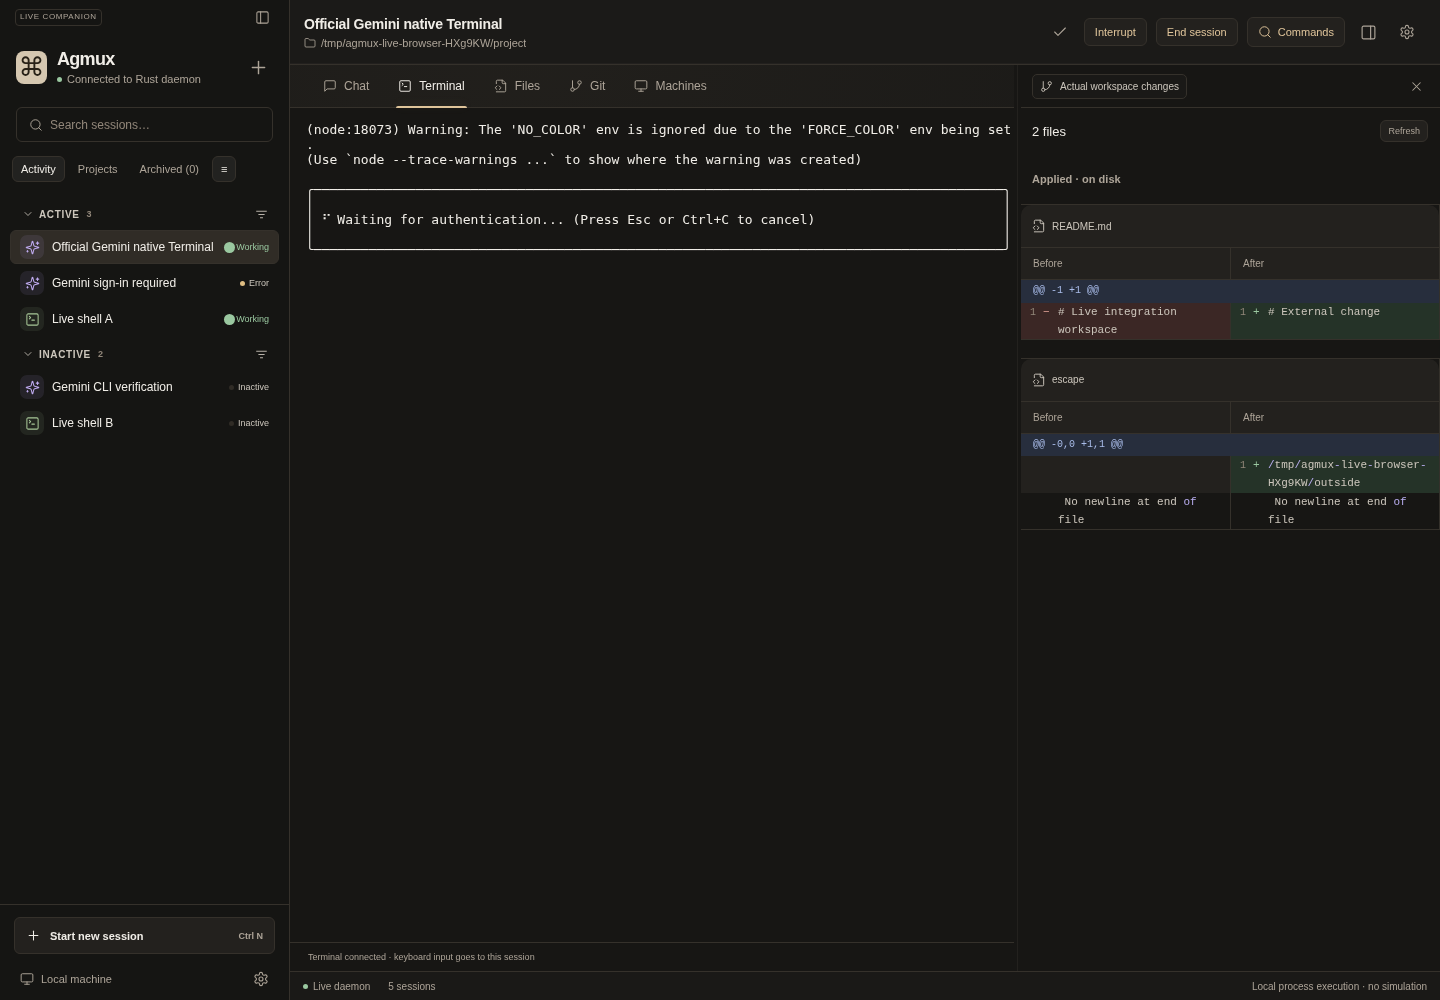 LIVE COMPANION
Agmux
Connected to Rust daemon
Search sessions…
Activity
Projects
Archived (0)
≡
ACTIVE 3
Official Gemini native Terminal
Working
Gemini sign-in required
Error
Live shell A
Working
INACTIVE 2
Gemini CLI verification
Inactive
Live shell B
Inactive
Start new session
Ctrl N
Local machine
Official Gemini native Terminal
/tmp/agmux-live-browser-HXg9KW/project
Interrupt
End session
Commands
Chat
Terminal
Files
Git
Machines
(node:18073) Warning: The 'NO_COLOR' env is ignored due to the 'FORCE_COLOR' env being set
.
(Use `node --trace-warnings ...` to show where the warning was created)
Waiting for authentication... (Press Esc or Ctrl+C to cancel)
Terminal connected · keyboard input goes to this session
Actual workspace changes
2 files
Refresh
Applied · on disk
README.md
Before
After
@@ -1 +1 @@
1 − # Live integration
workspace
1 + # External change
escape
Before
After
@@ -0,0 +1,1 @@
1 + /tmp/agmux-live-browser-
HXg9KW/outside
No newline at end of
file
No newline at end of
file
Live daemon
5 sessions
Local process execution · no simulation